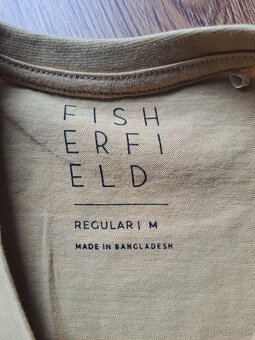 FISH
ERFI
ELD
REGULAR | M
MADE IN BANGLADESH